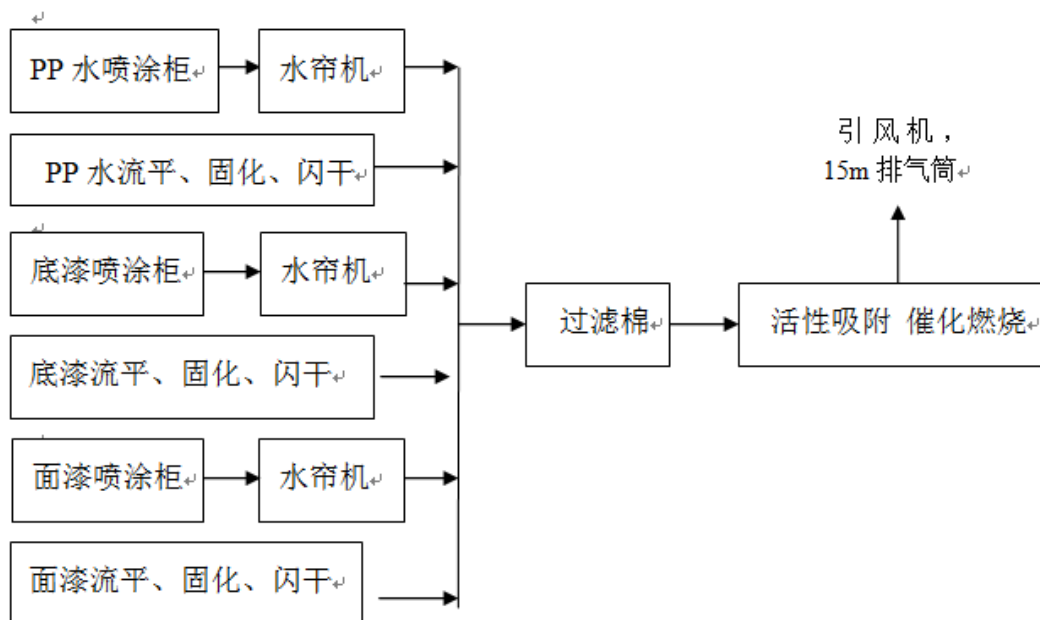 PP 水喷涂柜
水帘机
PP 水流平、固化、闪干
底漆喷涂柜
水帘机
底漆流平、固化、闪干
面漆喷涂柜
水帘机
面漆流平、固化、闪干
过滤棉
活性吸附 催化燃烧
引风机，
15m 排气筒